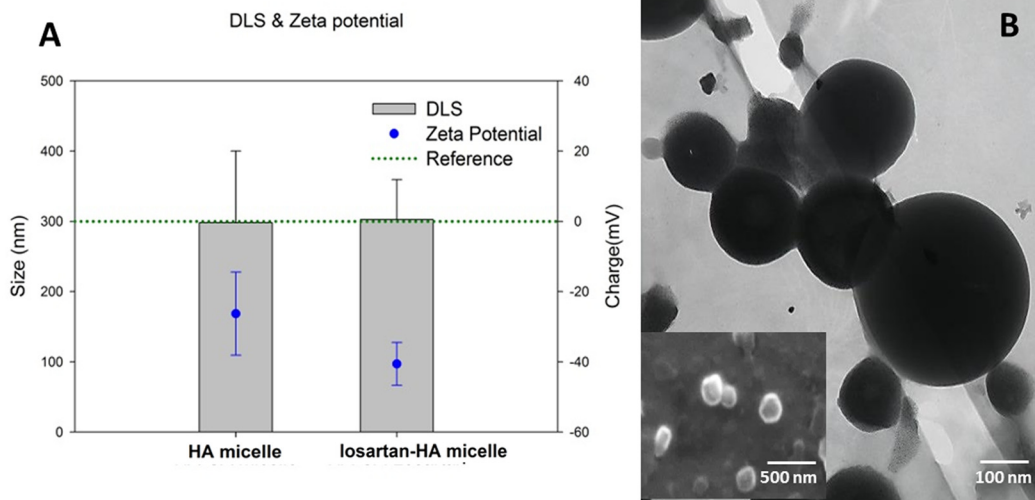 A
DLS & Zeta potential
500
400
300
200
100
0
Size (nm)
40
20
0
-20
-40
-60
Charge(mV)
DLS
Zeta Potential
Reference
HA micelle
losartan-HA micelle
B
500 nm
100 nm